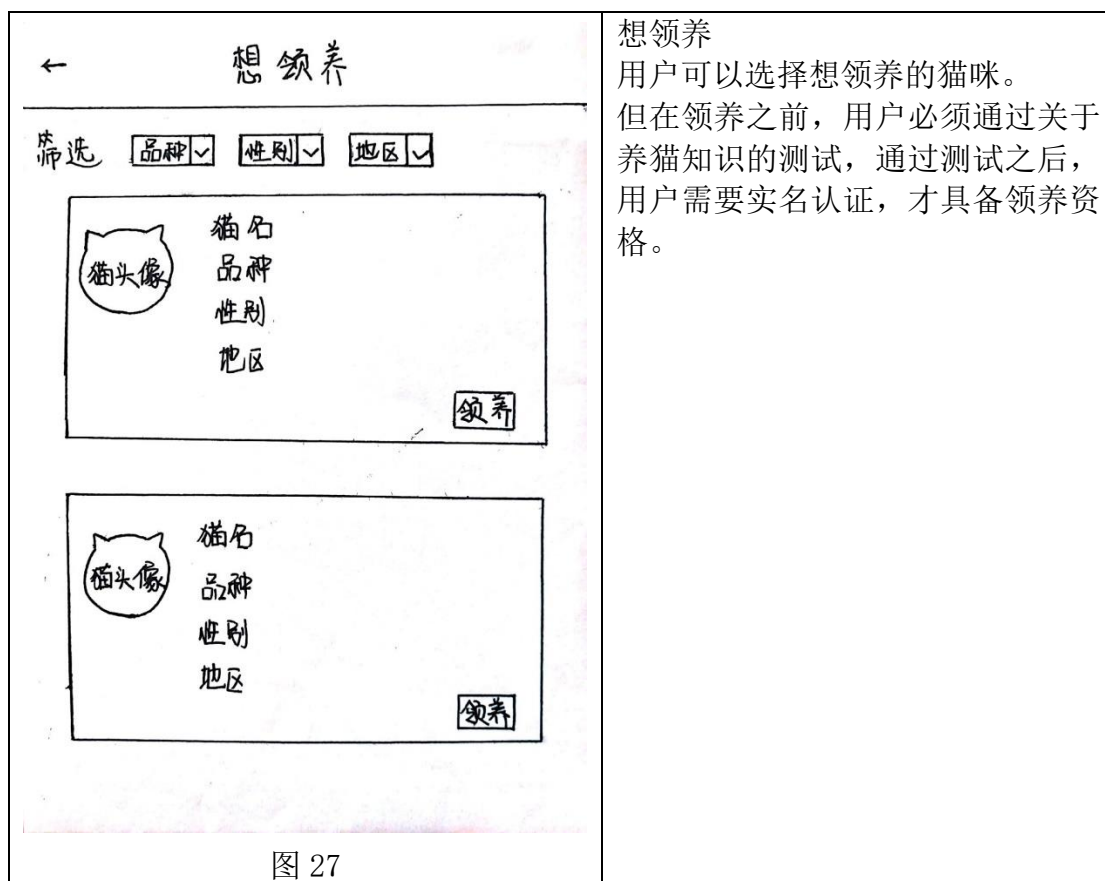 ← 想领养
筛选 品种 性别 地区
猫头像
猫名
品种
性别
地区
领养
猫头像
猫名
品种
性别
地区
领养
图 27
想领养
用户可以选择想领养的猫咪。
但在领养之前，用户必须通过关于
养猫知识的测试，通过测试之后，
用户需要实名认证，才具备领养资
格。